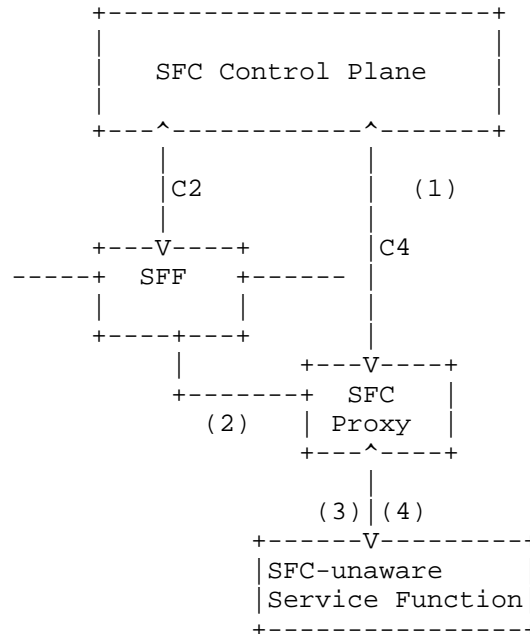 SFC Control Plane
C2
(1)
SFF
C4
SFC
(2)
Proxy
(3) (4)
SFC-unaware
Service Function